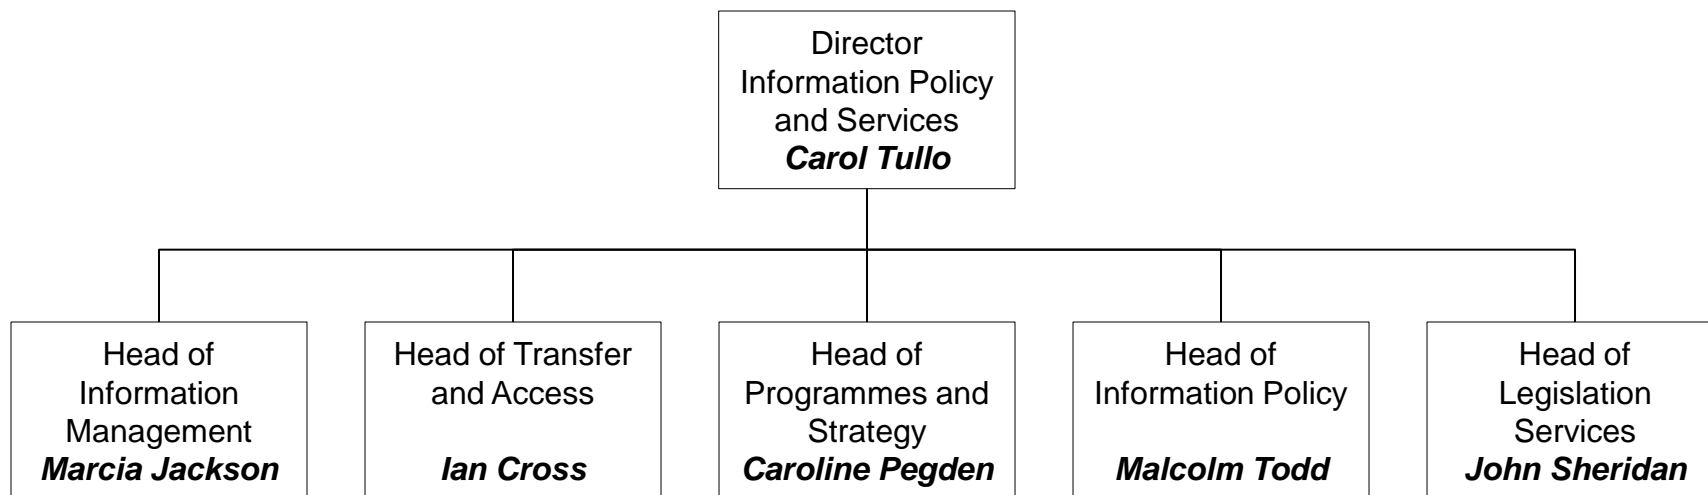 Director
Information Policy
and Services
Carol Tullo
Head of
Information
Management
Marcia Jackson
Head of Transfer
and Access
Ian Cross
Head of
Programmes and
Strategy
Caroline Pegden
Head of
Information Policy
Malcolm Todd
Head of
Legislation
Services
John Sheridan